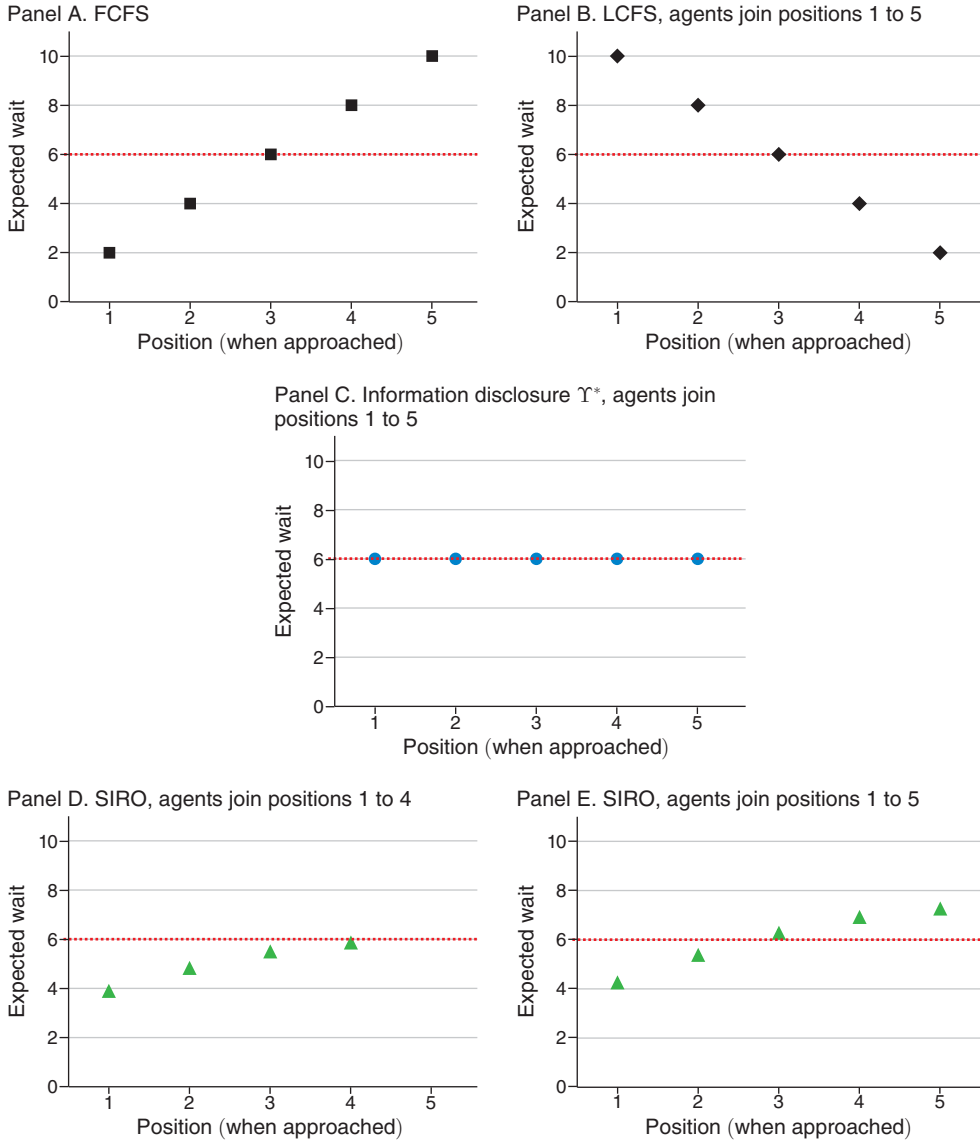 Panel A. FCFS
10
8
6
4
2
0
Expected wait
1 2 3 4 5
Position (when approached)
Panel B. LCFS, agents join positions 1 to 5
10
8
6
4
2
0
Expected wait
1 2 3 4 5
Position (when approached)
Panel C. Information disclosure ϒ*, agents join
positions 1 to 5
10
8
6
4
2
0
Expected wait
1 2 3 4 5
Position (when approached)
Panel D. SIRO, agents join positions 1 to 4
10
8
6
4
2
0
Expected wait
1 2 3 4 5
Position (when approached)
Panel E. SIRO, agents join positions 1 to 5
10
8
6
4
2
0
Expected wait
1 2 3 4 5
Position (when approached)